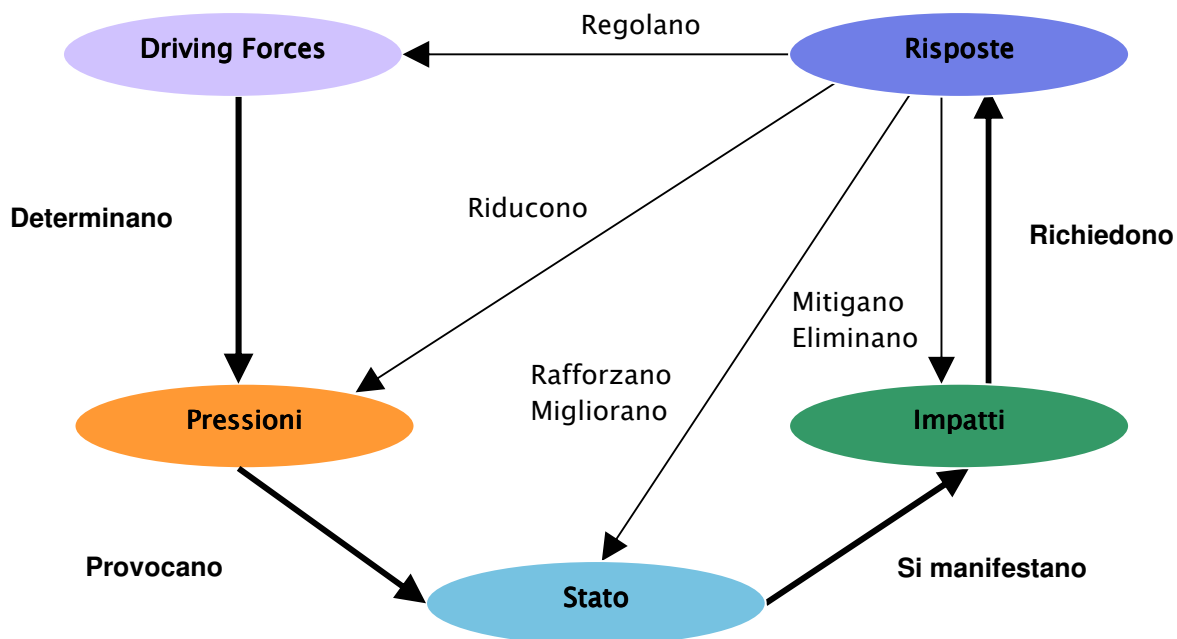 Regolano
Driving Forces
Risposte
Determinano
Riducono
Richiedono
Mitigano
Eliminano
Rafforzano
Migliorano
Pressioni
Impatti
Provocano
Si manifestano
Stato